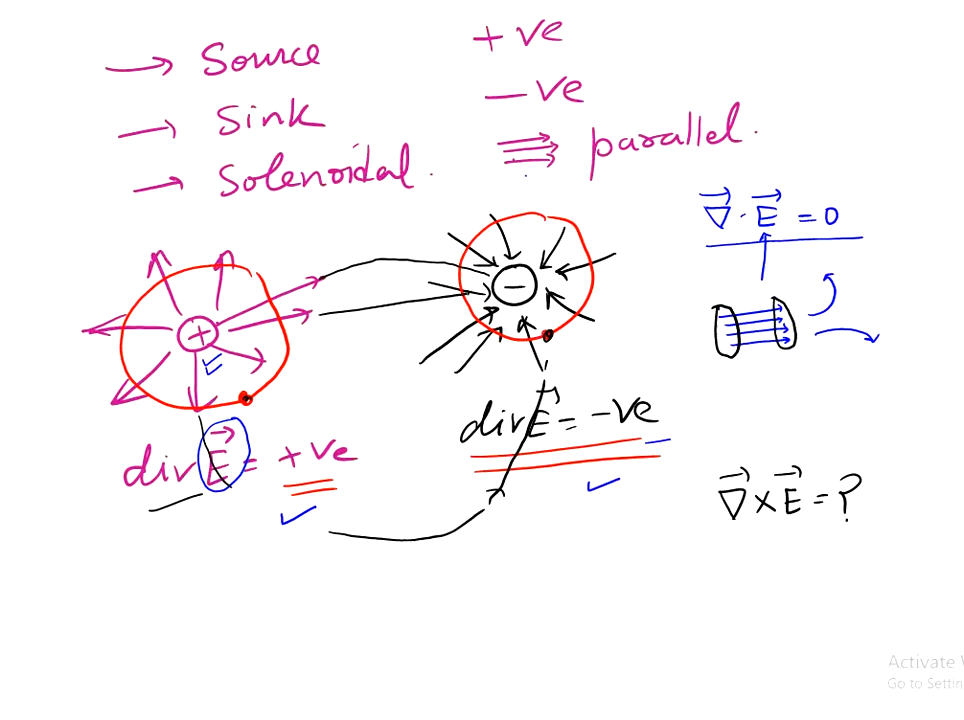 → Source +ve
→ Sink -ve
→ Solenoidal. parallel.
∇⃗ · E⃗ = 0
+
−
div E⃗ = +ve
div E⃗ = -ve
∇⃗ × E⃗ = ?
Activate
Go to Settin